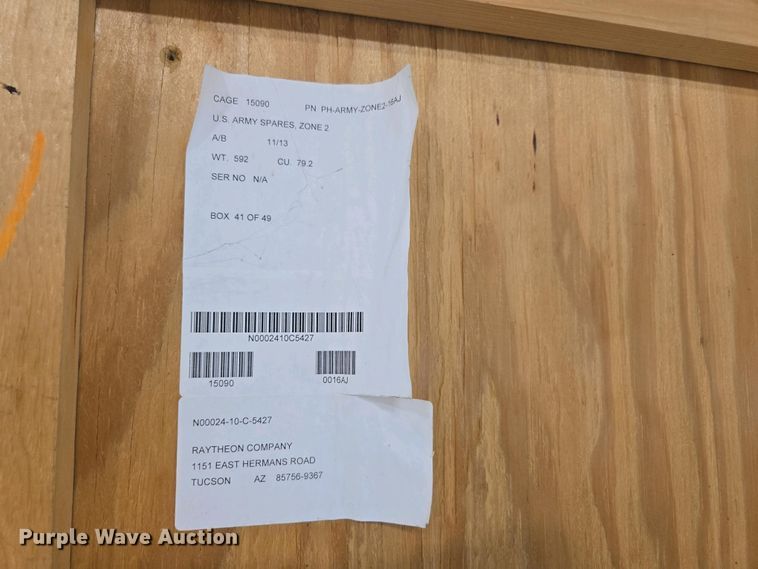 CAGE 15090 PN PH-ARMY-ZONE2-16AJ
U.S. ARMY SPARES, ZONE 2
A/B 11/13
WT. 592 CU. 79.2
SER NO N/A
BOX 41 OF 49
N0002410C5427
15090 0016AJ
N00024-10-C-5427
RAYTHEON COMPANY
1151 EAST HERMANS ROAD
TUCSON AZ 85756-9367
Purple Wave Auction